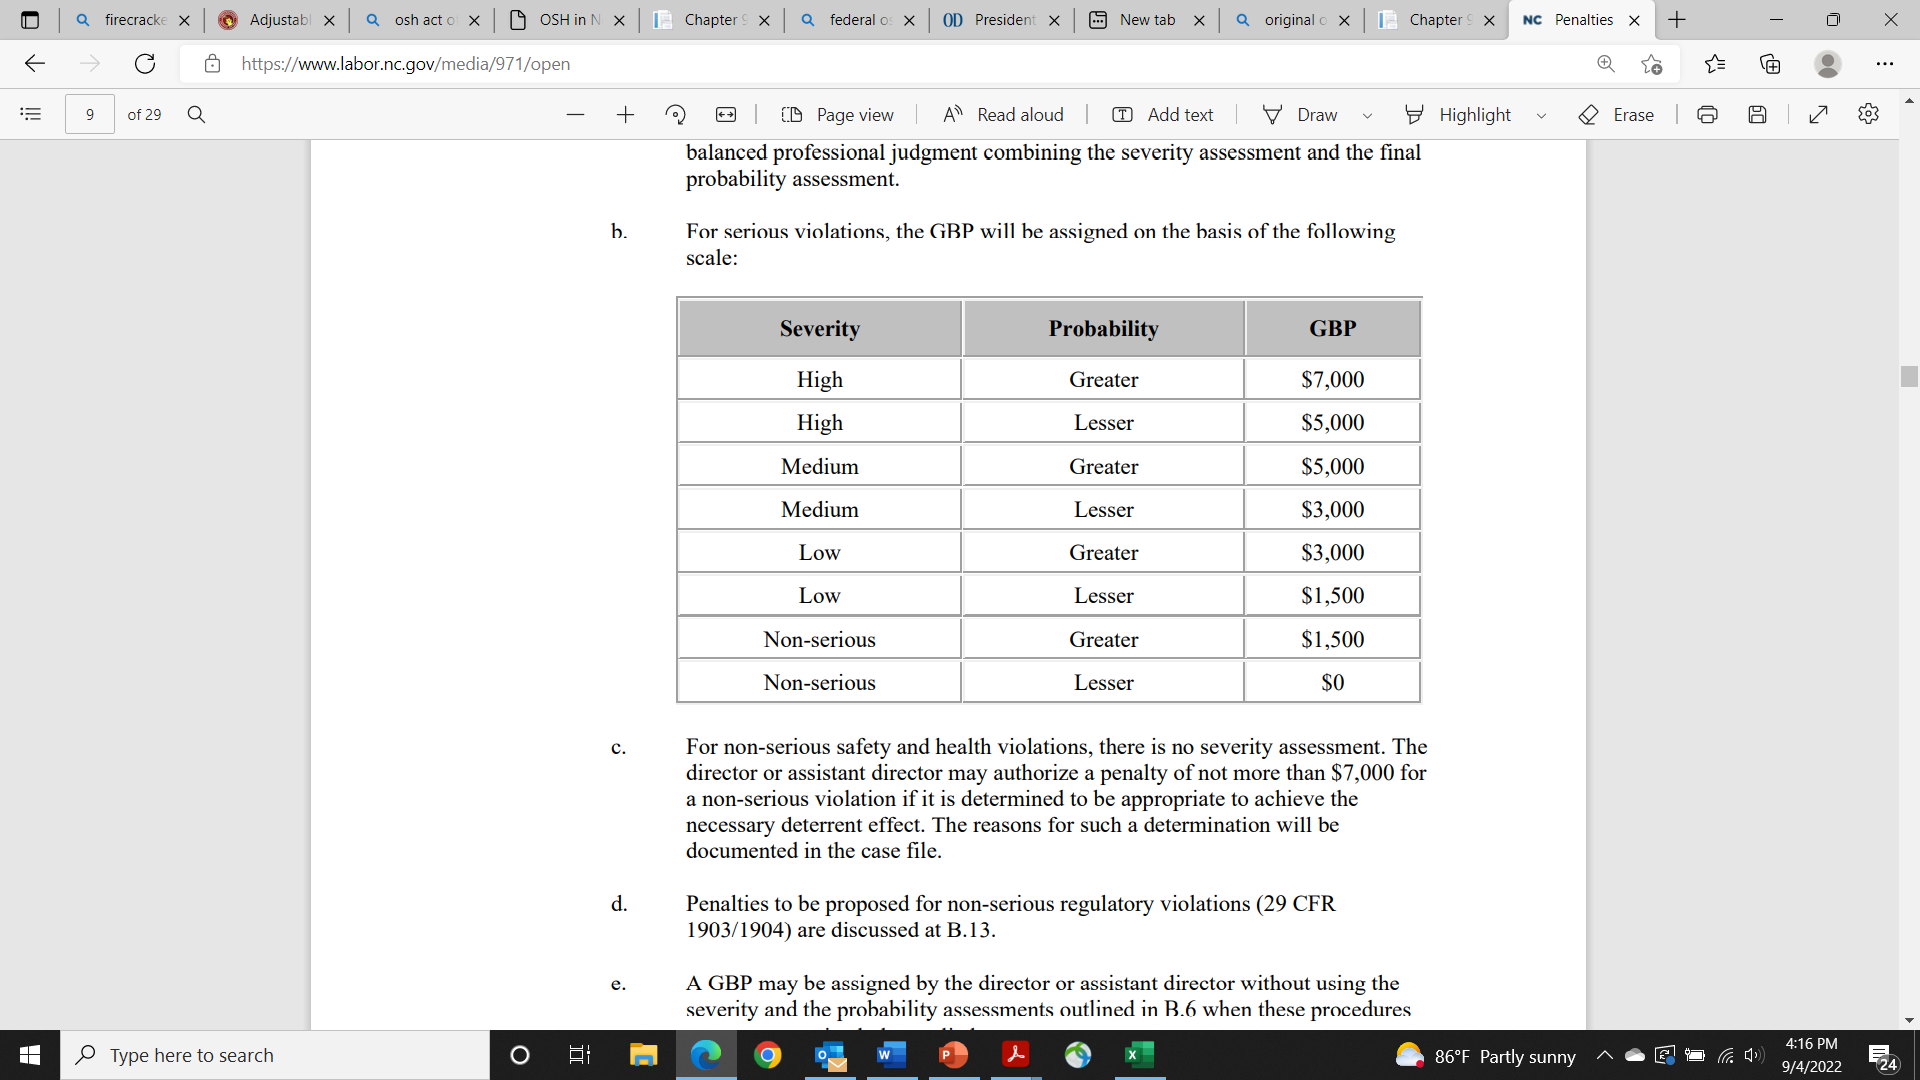 firecracke
Adjustabl
osh act o
OSH in N
Chapter 9
federal os
OD President
New tab
original o
Chapter 9
NC Penalties
https://www.labor.nc.gov/media/971/open
9 of 29
Page view
Read aloud
Add text
Draw
Highlight
Erase
balanced professional judgment combining the severity assessment and the final
probability assessment.
b. For serious violations, the GBP will be assigned on the basis of the following
scale:
Severity Probability GBP
High Greater $7,000
High Lesser $5,000
Medium Greater $5,000
Medium Lesser $3,000
Low Greater $3,000
Low Lesser $1,500
Non-serious Greater $1,500
Non-serious Lesser $0
c. For non-serious safety and health violations, there is no severity assessment. The
director or assistant director may authorize a penalty of not more than $7,000 for
a non-serious violation if it is determined to be appropriate to achieve the
necessary deterrent effect. The reasons for such a determination will be
documented in the case file.
d. Penalties to be proposed for non-serious regulatory violations (29 CFR
1903/1904) are discussed at B.13.
e. A GBP may be assigned by the director or assistant director without using the
severity and the probability assessments outlined in B.6 when these procedures
Type here to search
86°F Partly sunny
4:16 PM
9/4/2022
24